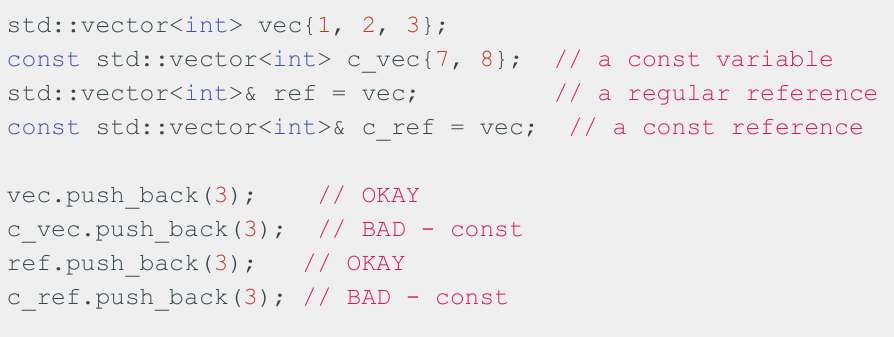 std::vector<int> vec{1, 2, 3};
const std::vector<int> c_vec{7, 8};  // a const variable
std::vector<int>& ref = vec;         // a regular reference
const std::vector<int>& c_ref = vec;  // a const reference

vec.push_back(3);    // OKAY
c_vec.push_back(3);  // BAD - const
ref.push_back(3);   // OKAY
c_ref.push_back(3); // BAD - const